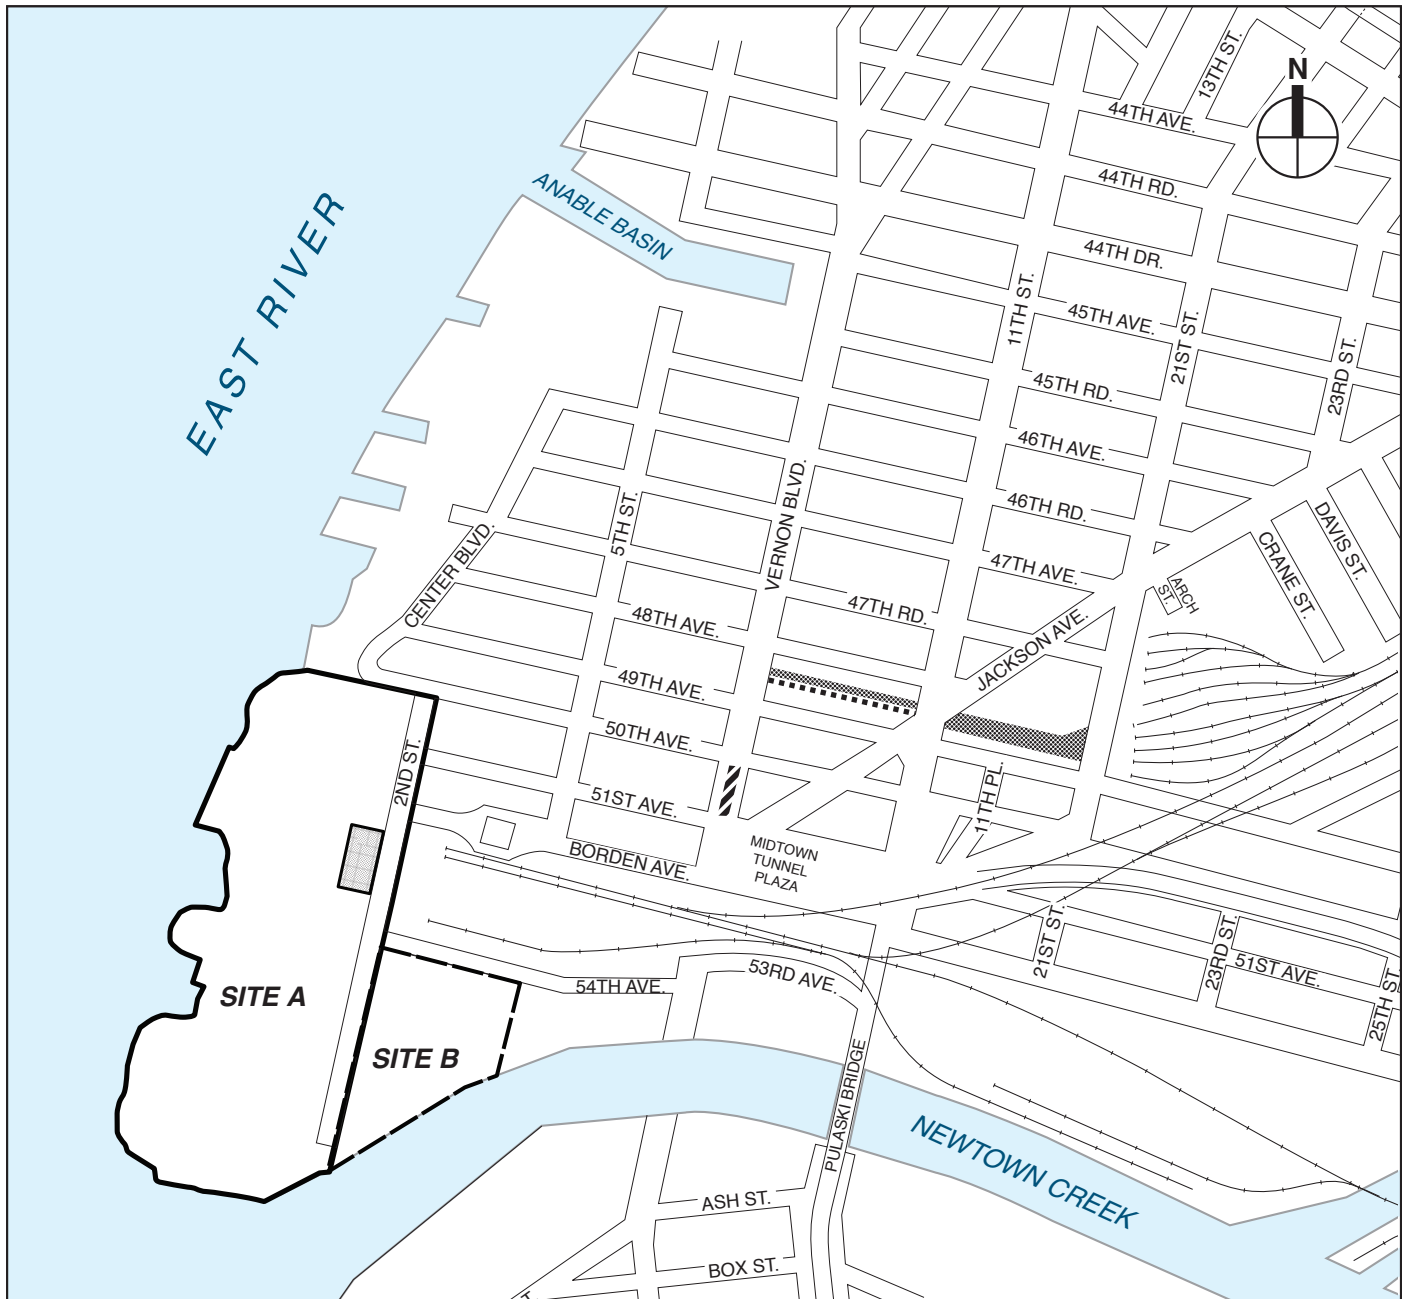 13TH ST.
N
44TH AVE.
44TH RD.
ANABLE BASIN
EAST RIVER
44TH DR.
11TH ST.
45TH AVE.
21ST ST.
23RD ST.
45TH RD.
46TH AVE.
VERNON BLVD.
46TH RD.
5TH ST.
DAVIS ST.
CRANE ST.
CENTER BLVD.
47TH AVE.
ARCH
ST.
47TH RD.
48TH AVE.
JACKSON AVE.
49TH AVE.
50TH AVE.
2ND ST.
51ST AVE.
11TH PL.
BORDEN AVE.
MIDTOWN
TUNNEL
PLAZA
21ST ST.
23RD ST.
51ST AVE.
25TH ST.
53RD AVE.
54TH AVE.
SITE A
SITE B
PULASKI BRIDGE
NEWTOWN CREEK
ASH ST.
BOX ST.